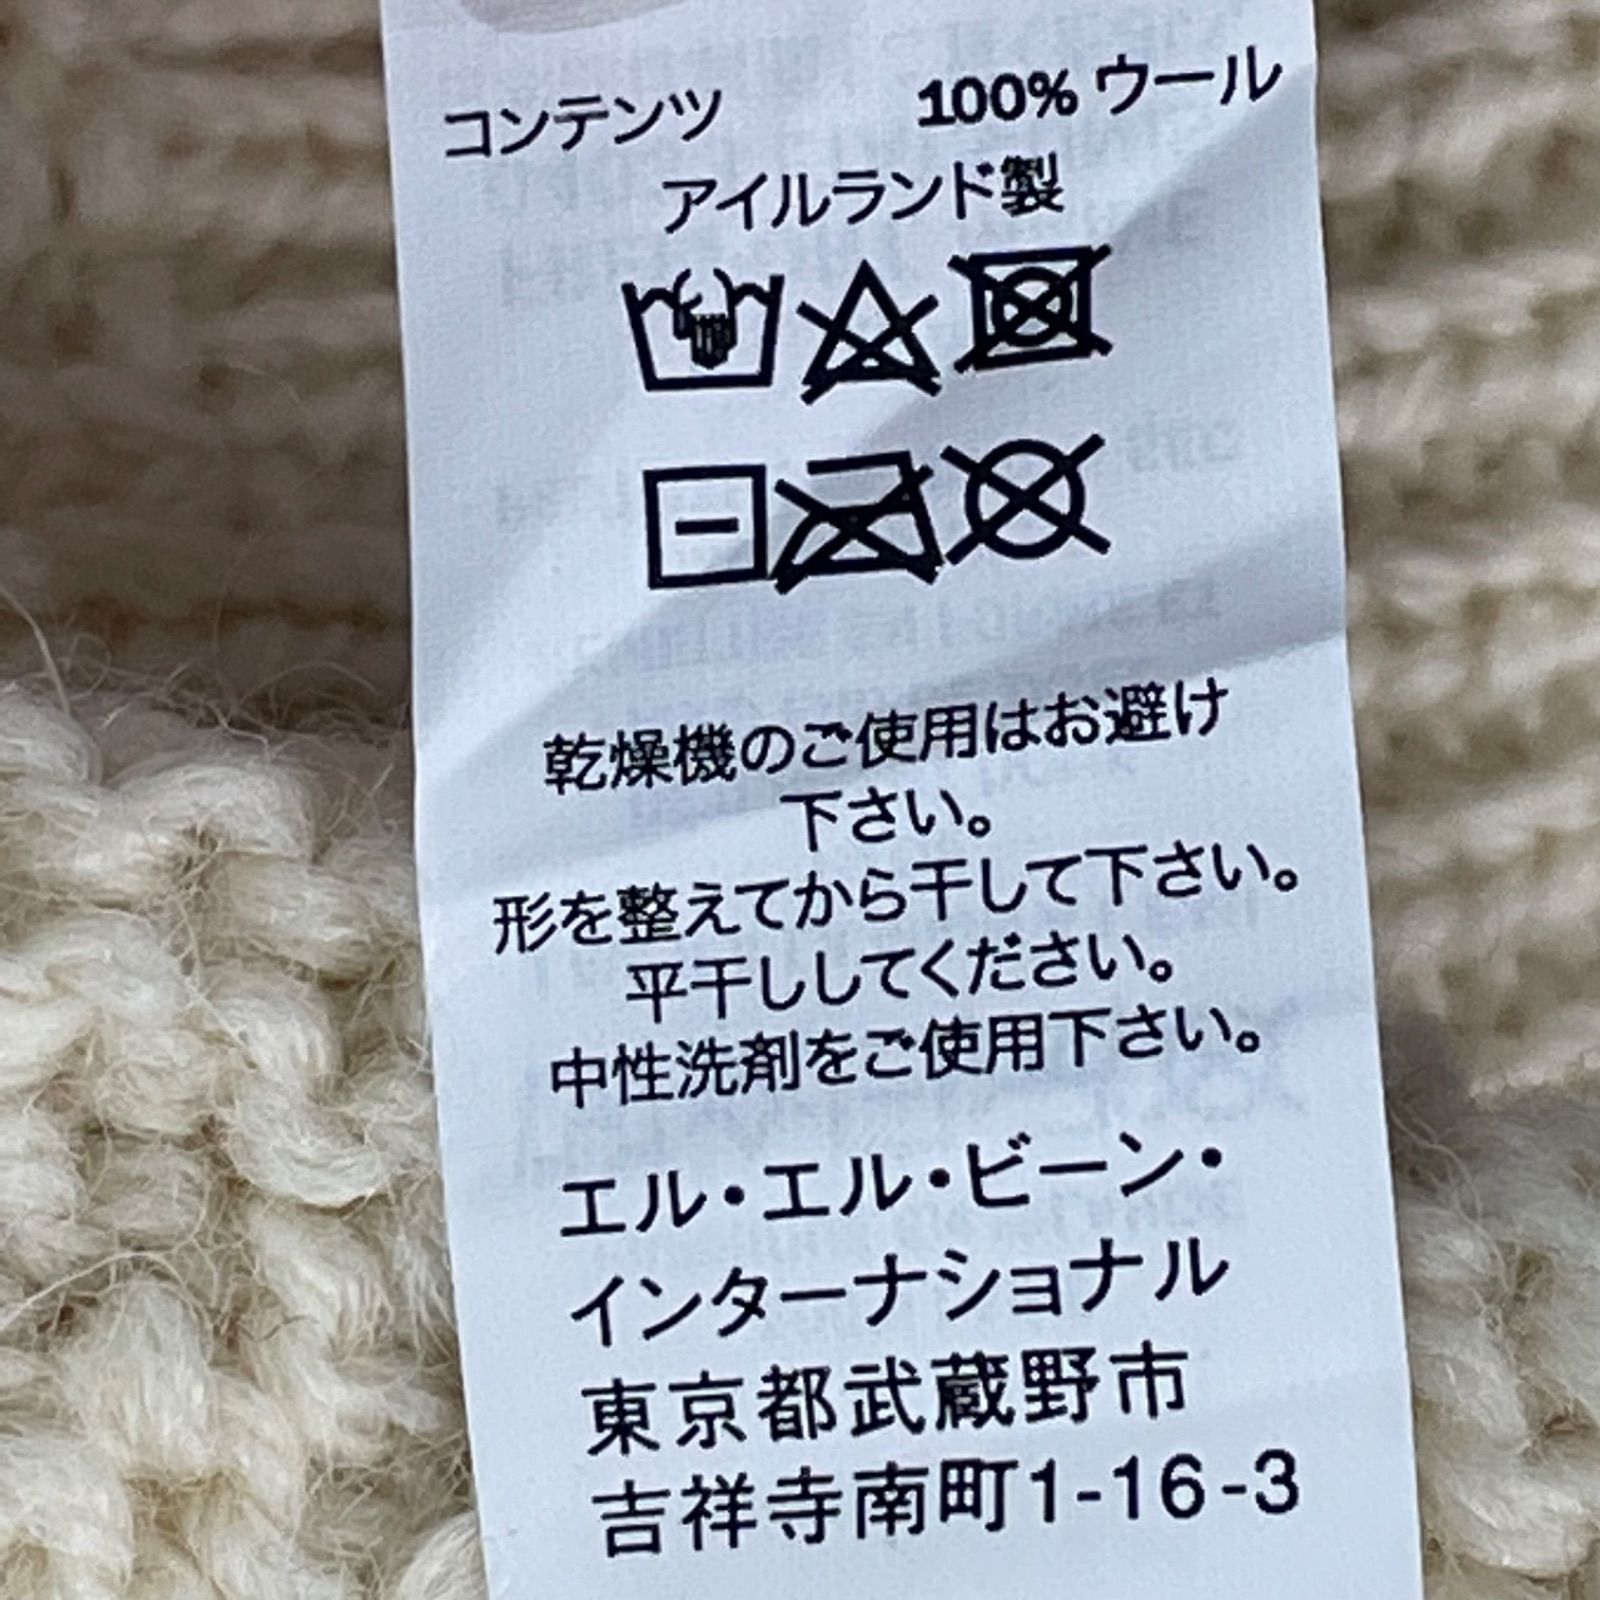 コンテンツ 100% ウール
アイルランド製
乾燥機のご使用はお避け
下さい。
形を整えてから干して下さい。
平干ししてください。
中性洗剤をご使用下さい。
エル・エル・ビーン・
インターナショナル
東京都武蔵野市
吉祥寺南町1-16-3